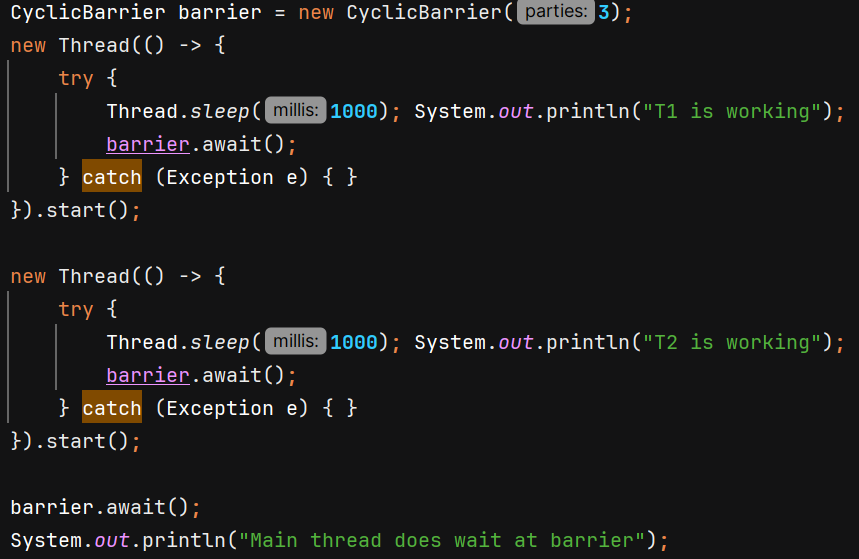 CyclicBarrier barrier = new CyclicBarrier( parties: 3);
new Thread(() -> {
try {
Thread.sleep( millis: 1000); System.out.println("T1 is working");
barrier.await();
} catch (Exception e) { }
}).start();
new Thread(() -> {
try {
Thread.sleep( millis: 1000); System.out.println("T2 is working");
barrier.await();
} catch (Exception e) { }
}).start();
barrier.await();
System.out.println("Main thread does wait at barrier");